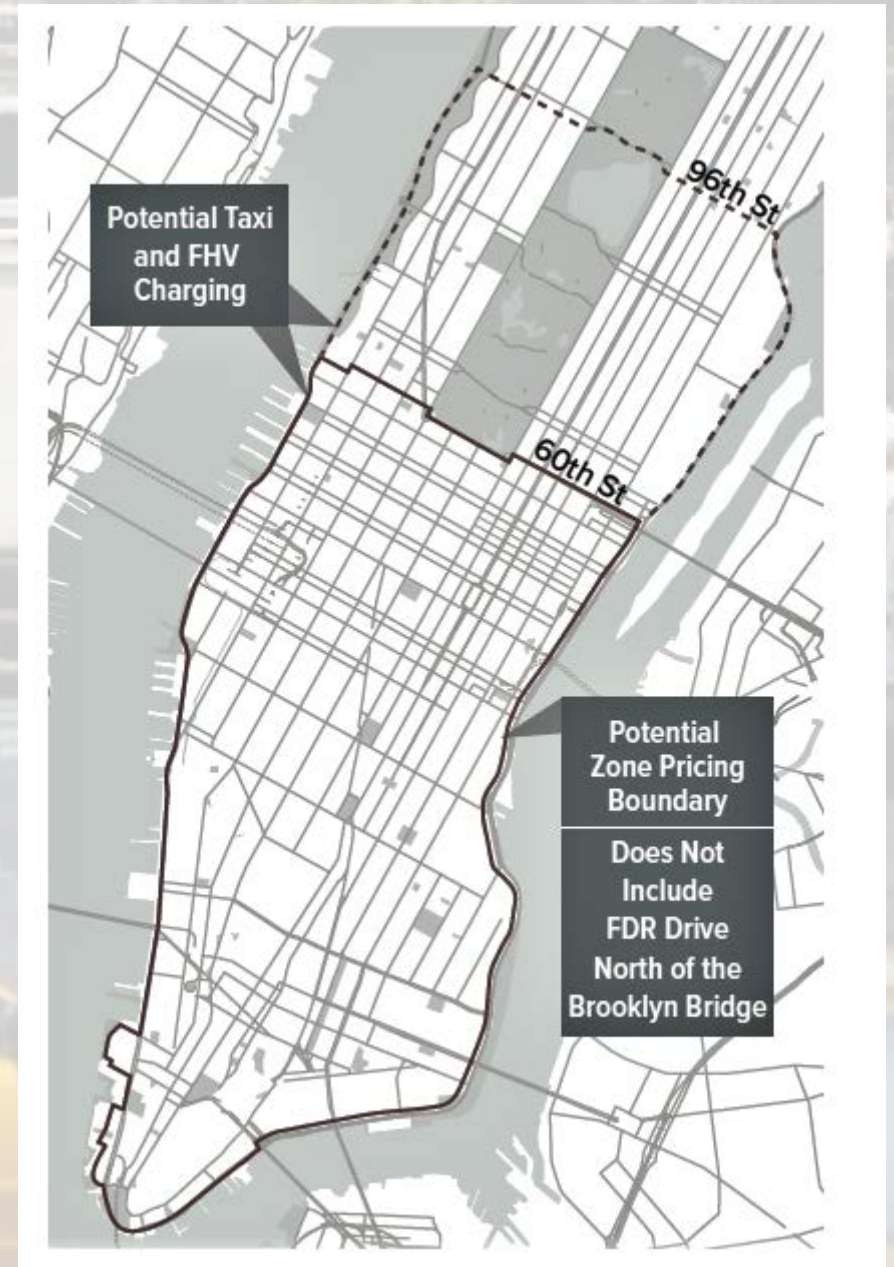 96th St
Potential Taxi
and FHV
Charging
60th St
Potential
Zone Pricing
Boundary
Does Not
Include
FDR Drive
North of the
Brooklyn Bridge